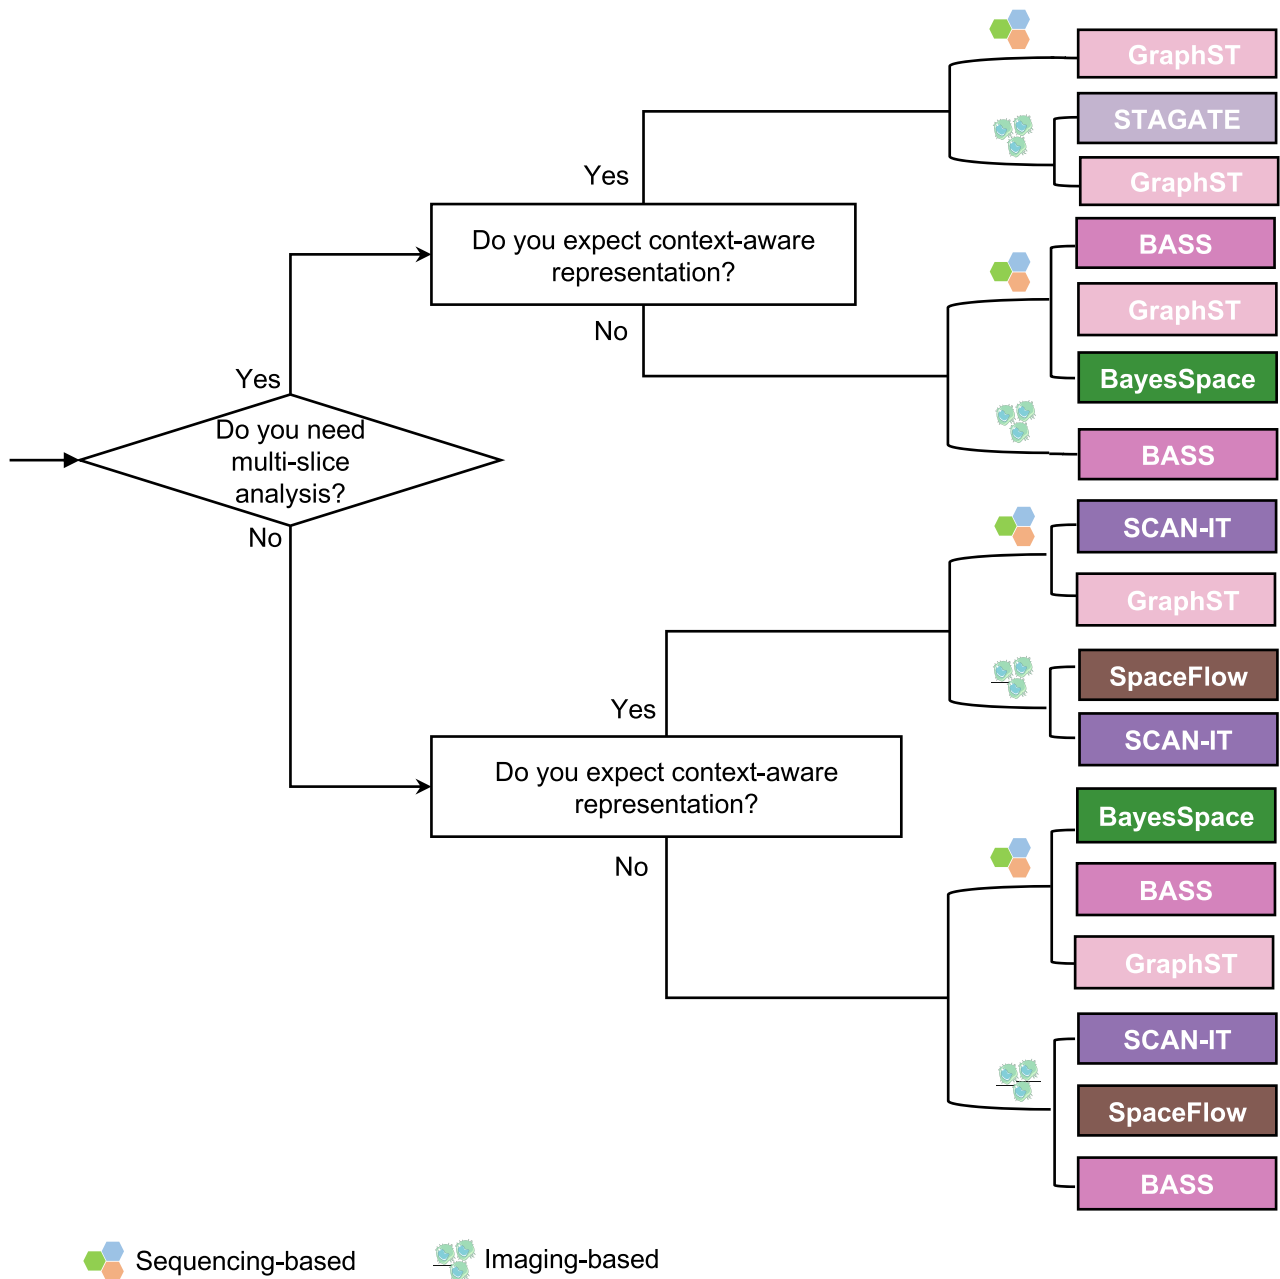 GraphST
STAGATE
Yes
GraphST
Do you expect context-aware
representation?
BASS
GraphST
No
BayesSpace
Yes
Do you need
multi-slice
analysis?
BASS
No
SCAN-IT
GraphST
SpaceFlow
Yes
SCAN-IT
Do you expect context-aware
representation?
BayesSpace
No
BASS
GraphST
SCAN-IT
SpaceFlow
BASS
Sequencing-based
Imaging-based